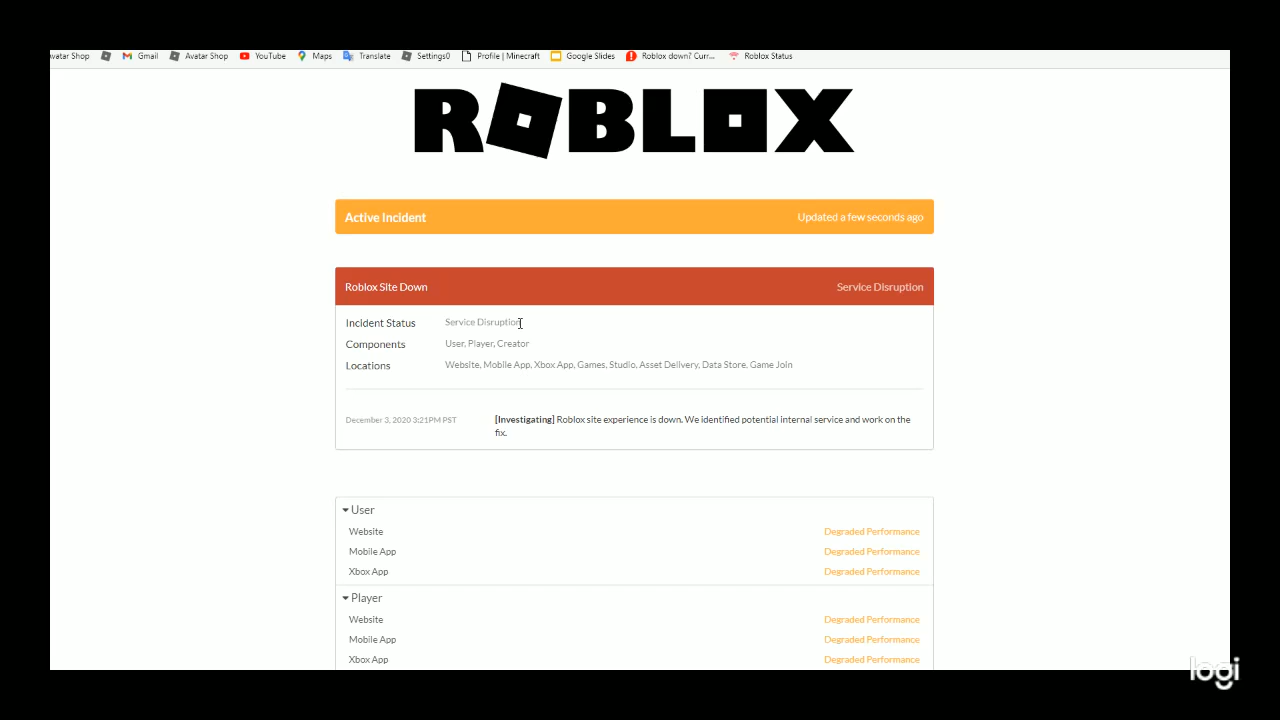 Avatar Shop Gmail Avatar Shop YouTube Maps Translate Settings0 Profile | Minecraft Google Slides Roblox down? Curr... Roblox Status
ROBLOX
Active Incident Updated a few seconds ago
Roblox Site Down Service Disruption
Incident Status Service Disruption
Components User, Player, Creator
Locations Website, Mobile App, Xbox App, Games, Studio, Asset Delivery, Data Store, Game Join
December 3, 2020 3:21PM PST [Investigating] Roblox site experience is down. We identified potential internal service and work on the
fix.
User
Website Degraded Performance
Mobile App Degraded Performance
Xbox App Degraded Performance
Player
Website Degraded Performance
Mobile App Degraded Performance
Xbox App Degraded Performance
logi